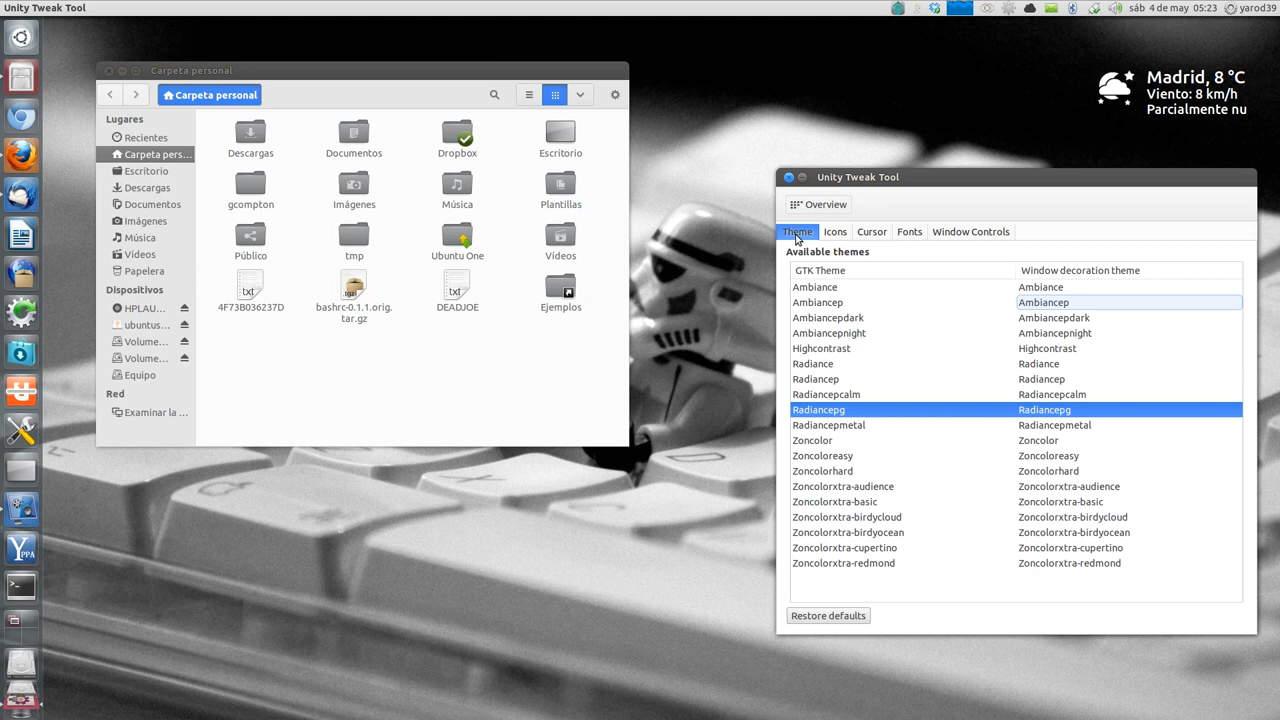 Unity Tweak Tool
sáb 4 de may 05:23 yarod39
Madrid, 8 °C
Viento: 8 km/h
Parcialmente nu
Carpeta personal
Carpeta personal
Lugares
Recientes
Carpeta pers...
Escritorio
Descargas
Documentos
Imágenes
Música
Vídeos
Papelera
Dispositivos
HPLAU...
ubuntus...
Volume...
Volume...
Equipo
Red
Examinar la ...
Descargas Documentos Dropbox Escritorio
gcompton Imágenes Música Plantillas
Público tmp Ubuntu One Vídeos
txt .tgz txt
4F73B036237D bashrc-0.1.1.orig.tar.gz DEADJOE Ejemplos
Unity Tweak Tool
Overview
Theme Icons Cursor Fonts Window Controls
Available themes
GTK Theme Window decoration theme
Ambiance Ambiance
Ambiancep Ambiancep
Ambiancepdark Ambiancepdark
Ambiancepnight Ambiancepnight
Highcontrast Highcontrast
Radiance Radiance
Radiancep Radiancep
Radiancepcalm Radiancepcalm
Radiancepg Radiancepg
Radiancepmetal Radiancepmetal
Zoncolor Zoncolor
Zoncoloreasy Zoncoloreasy
Zoncolorhard Zoncolorhard
Zoncolorxtra-audience Zoncolorxtra-audience
Zoncolorxtra-basic Zoncolorxtra-basic
Zoncolorxtra-birdycloud Zoncolorxtra-birdycloud
Zoncolorxtra-birdyocean Zoncolorxtra-birdyocean
Zoncolorxtra-cupertino Zoncolorxtra-cupertino
Zoncolorxtra-redmond Zoncolorxtra-redmond
Restore defaults
YPPA